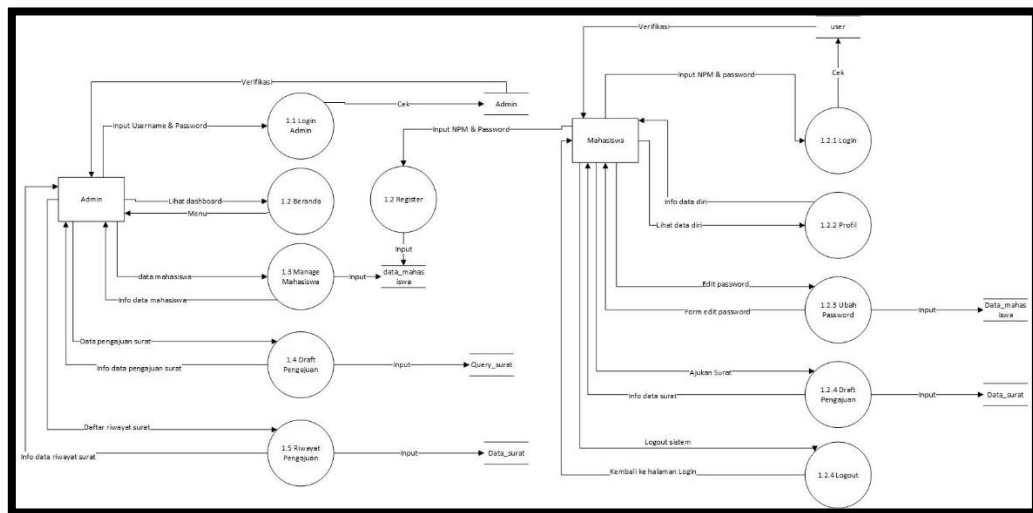 user
Verifikasi
Verifikasi
Cek
Input NPM & password
1.1 Login
Admin
Cek
Admin
Input Username & Password
Input NPM & Password
Mahasiswa
1.2.1 Login
Admin
Lihat dashboard
Menu
1.2 Beranda
1.2 Register
Info data diri
Lihat data diri
1.2.2 Profil
Input
data mahasiswa
Info data mahasiswa
1.3 Manage
Mahasiswa
Input
data_mahas
iswa
Edit password
Form edit password
1.2.3 Ubah
Password
Input
Data_mahas
iswa
Data pengajuan surat
Info data pengajuan surat
1.4 Draft
Pengajuan
Input
Query_surat
Ajukan Surat
Info data surat
1.2.4 Draft
Pengajuan
Input
Data_surat
Daftar riwayat surat
Info data riwayat surat
1.5 Riwayat
Pengajuan
Input
Data_surat
Logout sistem
Kembali ke halaman Login
1.2.4 Logout